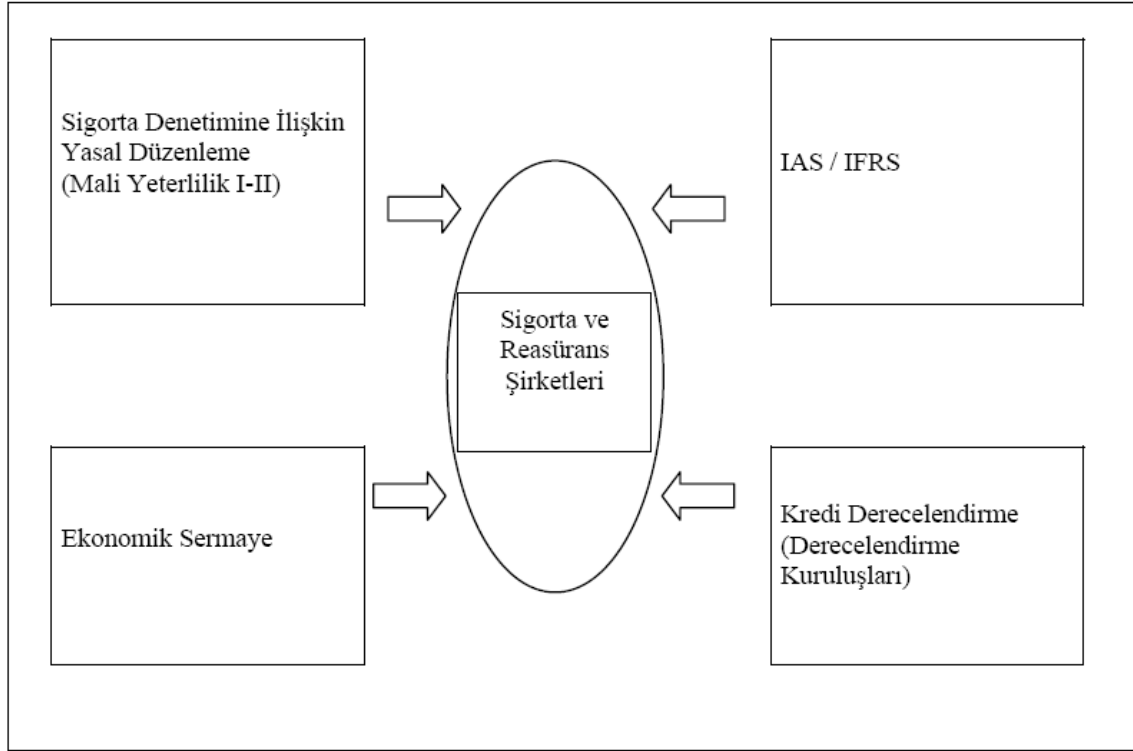 Sigorta Denetimine İlişkin
Yasal Düzenleme
(Mali Yeterlilik I-II)
IAS / IFRS
Sigorta ve
Reasürans
Şirketleri
Ekonomik Sermaye
Kredi Derecelendirme
(Derecelendirme
Kuruluşları)